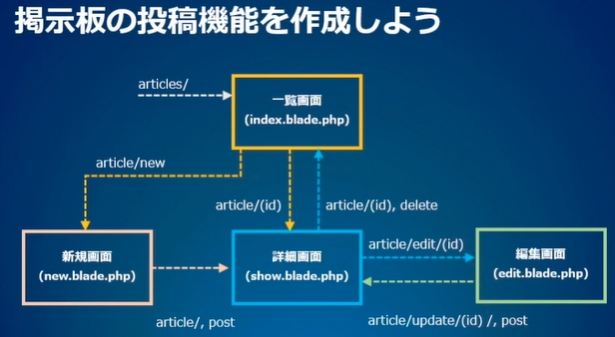 掲示板の投稿機能を作成しよう
articles/
一覧画面
(index.blade.php)
article/new
article/(id)
article/(id), delete
新規画面
(new.blade.php)
詳細画面
(show.blade.php)
article/edit/(id)
編集画面
(edit.blade.php)
article/, post
article/update/(id) /, post